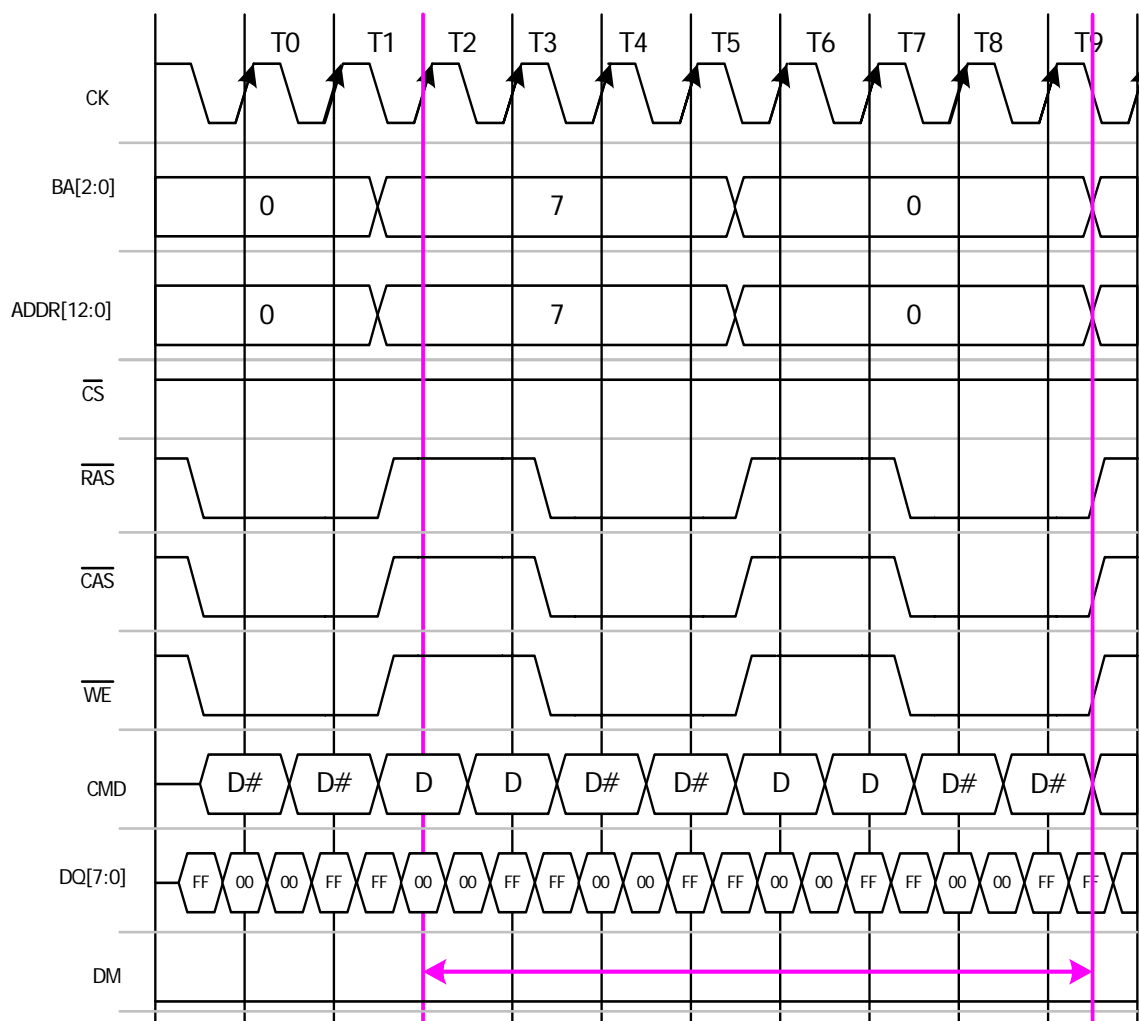 T0 T1 T2 T3 T4 T5 T6 T7 T8 T9
CK
BA[2:0] 0 7 0
ADDR[12:0] 0 7 0
CS
RAS
CAS
WE
CMD D# D# D D D# D# D D D# D#
DQ[7:0] FF 00 00 FF FF 00 00 FF FF 00 00 FF FF 00 00 FF FF 00 00 FF FF
DM